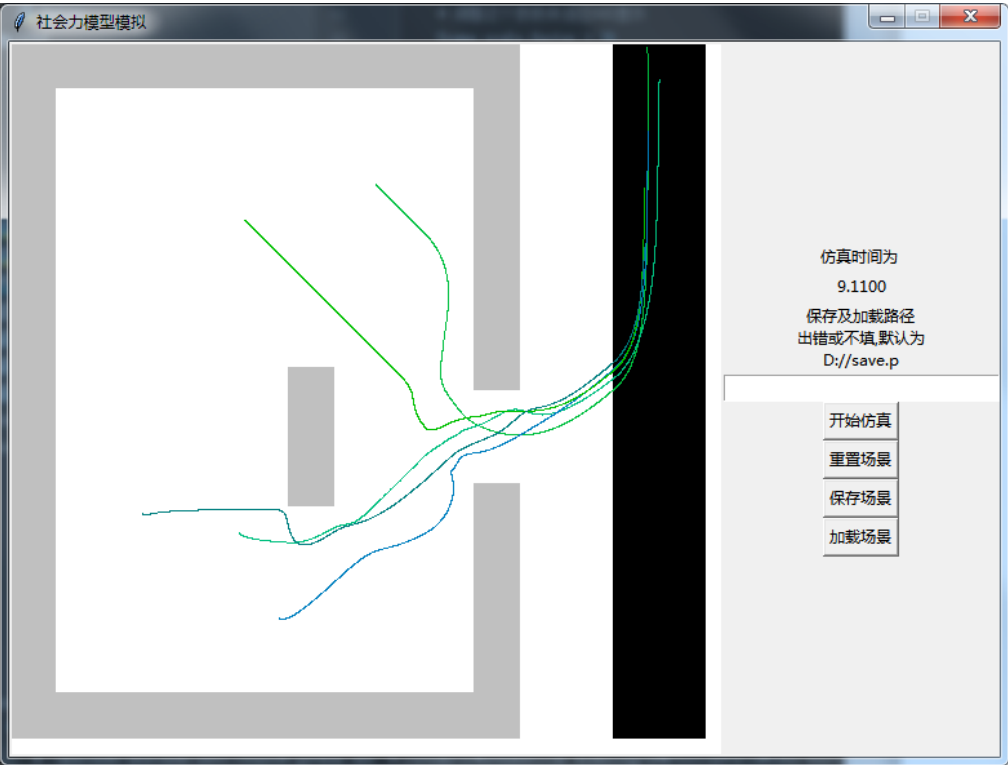 社会力模型模拟
仿真时间为
9.1100
保存及加载路径
出错或不填,默认为
D://save.p
开始仿真
重置场景
保存场景
加载场景